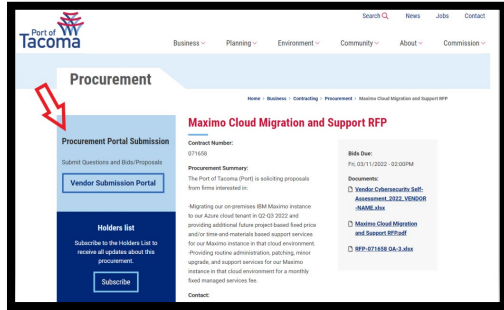 Search News Jobs Contact
Port of
Tacoma
Business Planning Environment Community About Commission
Procurement
Home > Business > Contracting > Procurement > Maximo Cloud Migration and Support RFP
Procurement Portal Submission
Submit Questions and Bids/Proposals
Vendor Submission Portal
Holders list
Subscribe to the Holders List to
receive all updates about this
procurement.
Subscribe
Maximo Cloud Migration and Support RFP
Contract Number:
071658
Procurement Summary:
The Port of Tacoma (Port) is soliciting proposals
from firms interested in:
·Migrating our on-premises IBM Maximo instance
to our Azure cloud tenant in Q2-Q3 2022 and
providing additional future project-based fixed price
and/or time-and-materials based support services
for our Maximo instance in that cloud environment.
·Providing routine administration, patching, minor
upgrade, and support services for our Maximo
instance in that cloud environment for a monthly
fixed managed services fee.
Contact:
Bids Due:
Fri, 03/11/2022 - 02:00PM
Documents:
Vendor Cybersecurity Self-
Assessment_2022_VENDOR
-NAME.xlsx
Maximo Cloud Migration
and Support RFP.pdf
RFP-071658 QA-3.xlsx